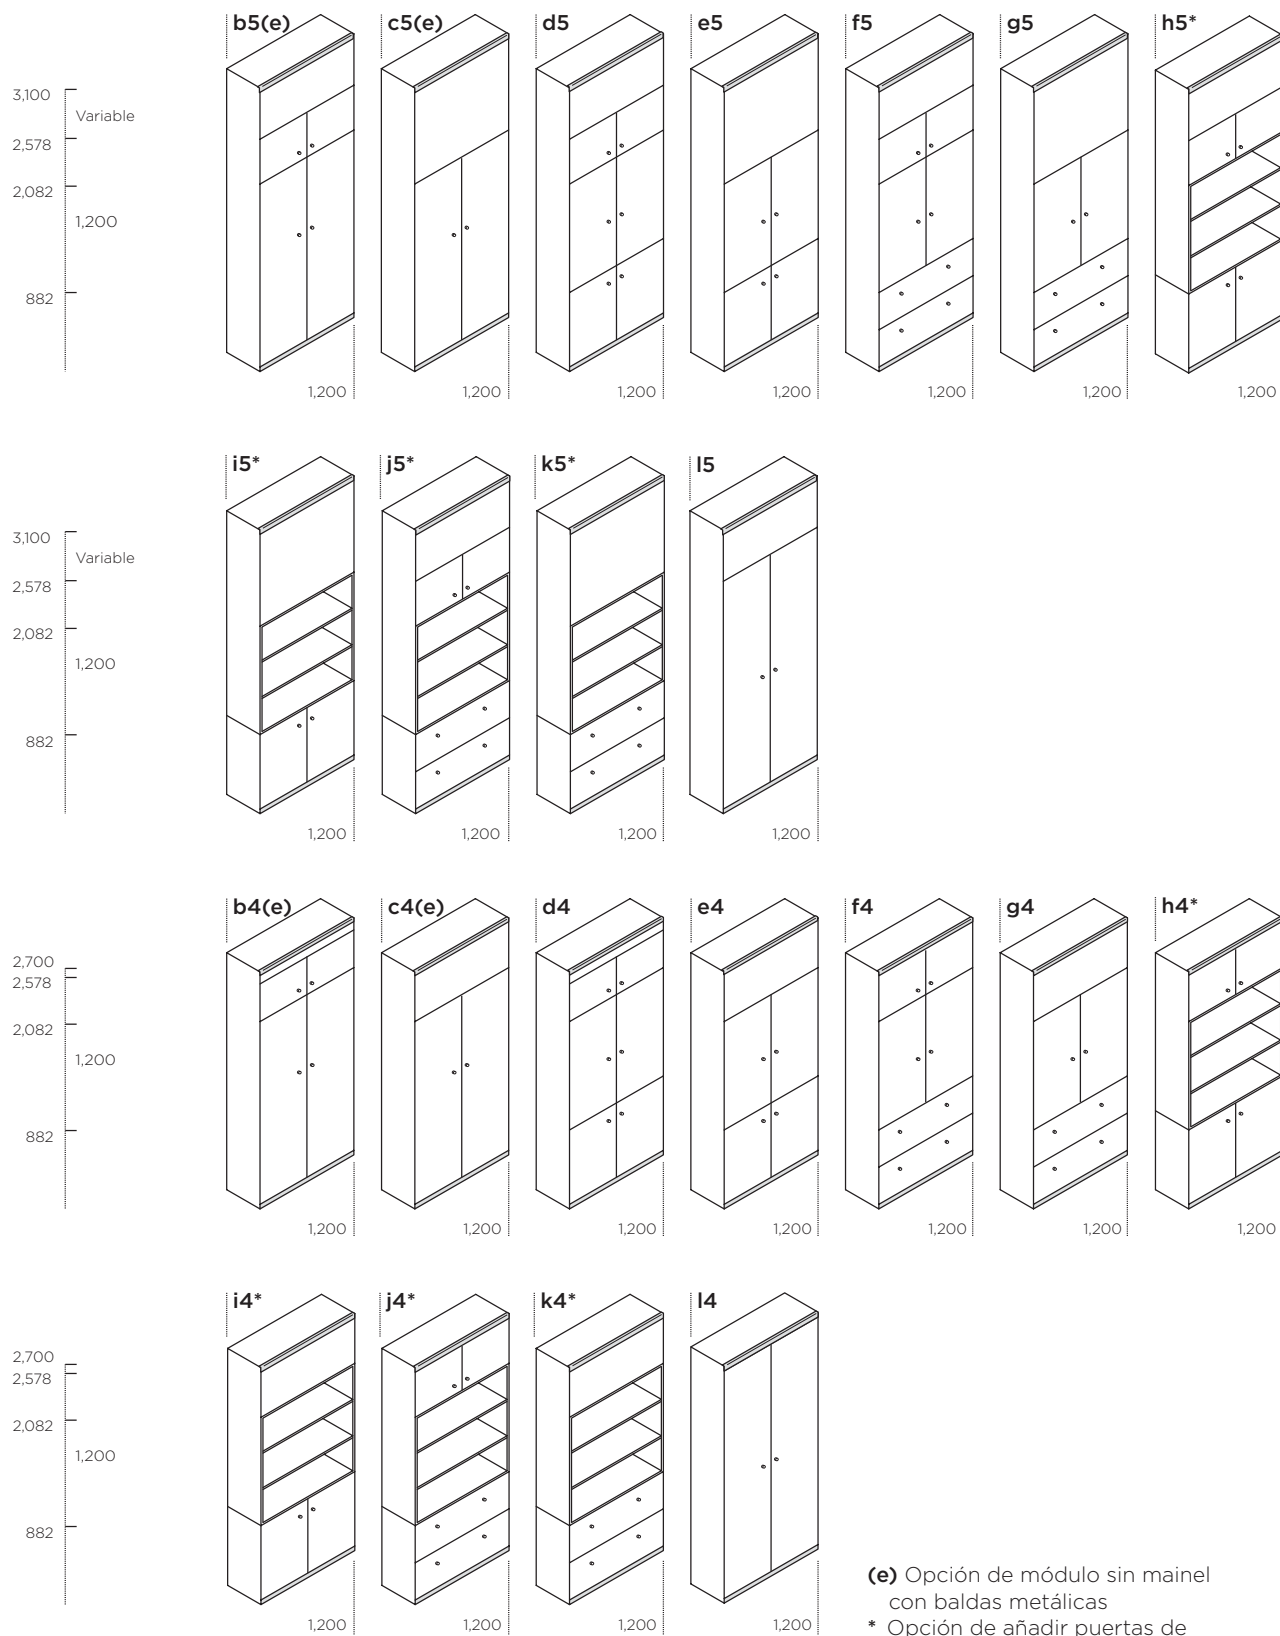 b5(e) c5(e) d5 e5 f5 g5 h5*
3,100
Variable
2,578
2,082
1,200
882
1,200 1,200 1,200 1,200 1,200 1,200 1,200
i5* j5* k5* l5
3,100
Variable
2,578
2,082
1,200
882
1,200 1,200 1,200 1,200
b4(e) c4(e) d4 e4 f4 g4 h4*
2,700
2,578
2,082
1,200
882
1,200 1,200 1,200 1,200 1,200 1,200 1,200
i4* j4* k4* l4
2,700
2,578
2,082
1,200
882
1,200 1,200 1,200 1,200
(e) Opción de módulo sin mainel
con baldas metálicas
* Opción de añadir puertas de